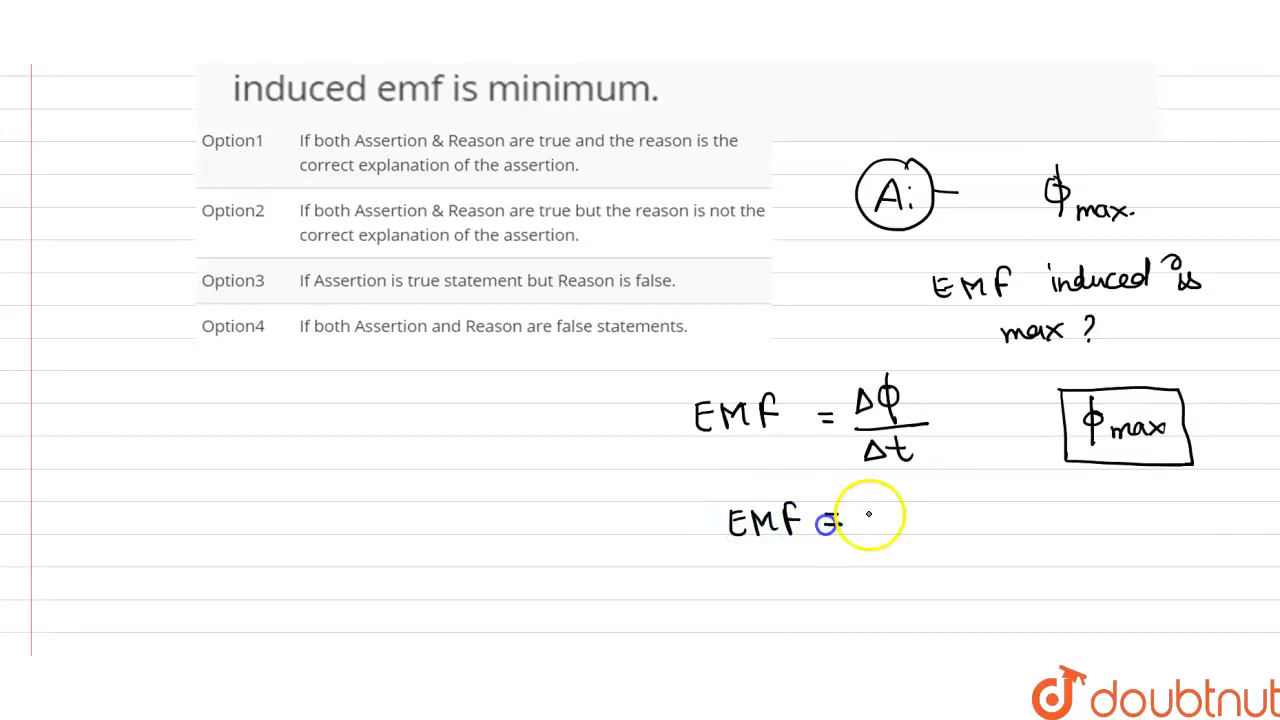 induced emf is minimum.
Option1 If both Assertion & Reason are true and the reason is the
correct explanation of the assertion.
Option2 If both Assertion & Reason are true but the reason is not the
correct explanation of the assertion.
Option3 If Assertion is true statement but Reason is false.
Option4 If both Assertion and Reason are false statements.
A: — ϕmax.
EMF induced is
max ?
EMF = Δϕ/Δt
ϕmax
EMF =
doubtnut